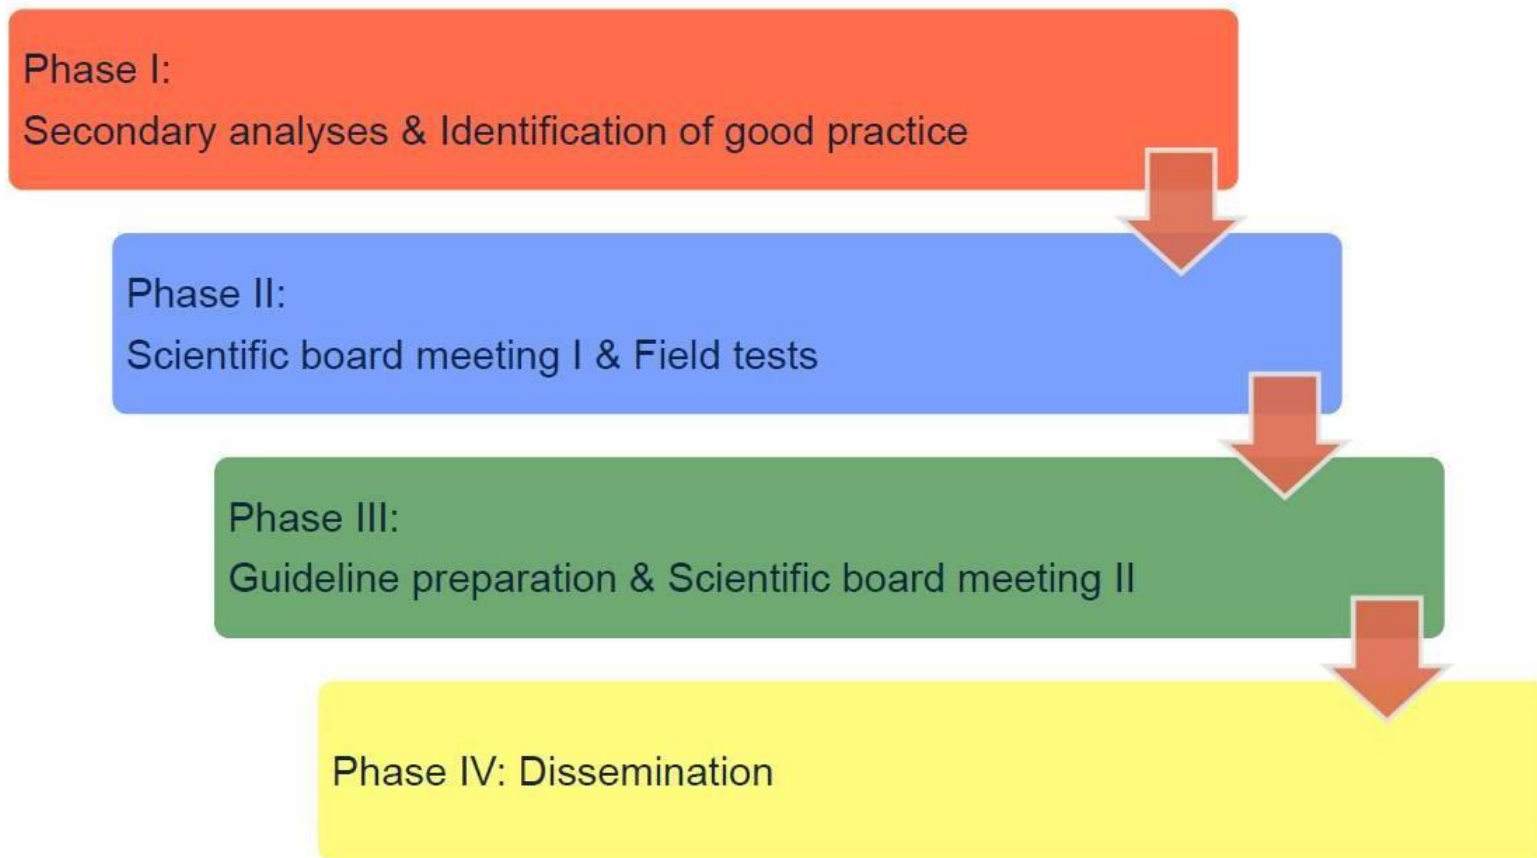 Phase I:
Secondary analyses & Identification of good practice
Phase II:
Scientific board meeting I & Field tests
Phase III:
Guideline preparation & Scientific board meeting II
Phase IV: Dissemination